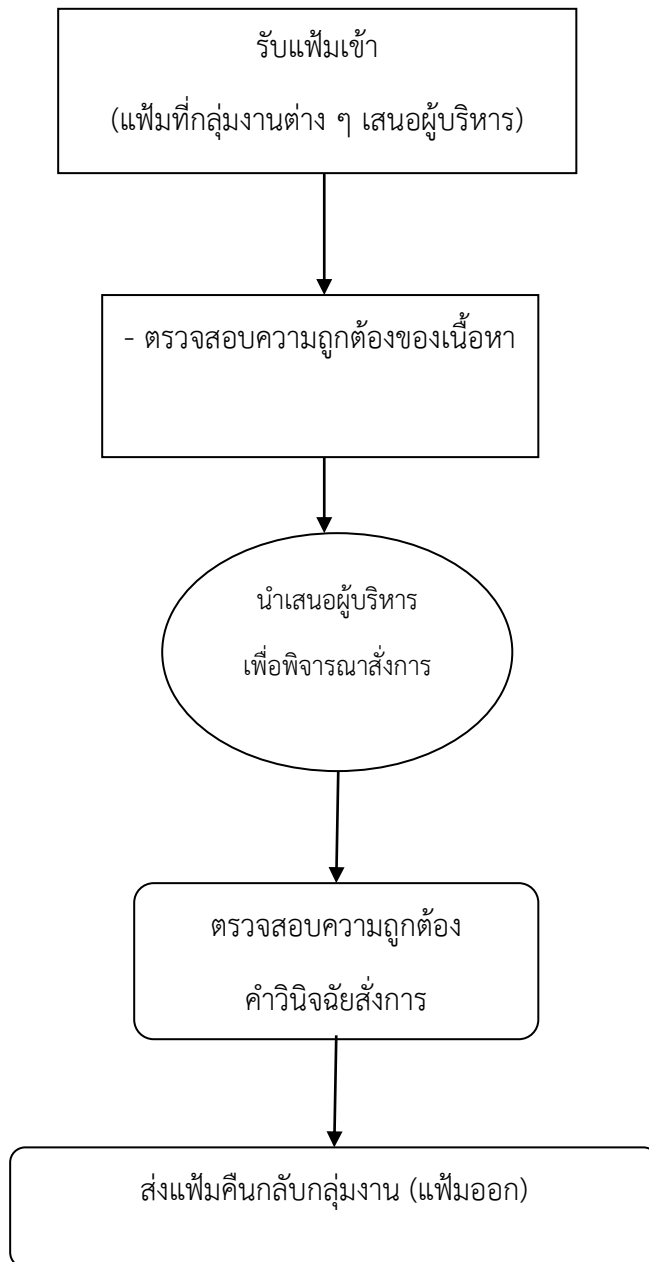 รับแฟ้มเข้า
(แฟ้มที่กลุ่มงานต่าง ๆ เสนอผู้บริหาร)
- ตรวจสอบความถูกต้องของเนื้อหา
นำเสนอผู้บริหาร
เพื่อพิจารณาสั่งการ
ตรวจสอบความถูกต้อง
คำวินิจฉัยสั่งการ
ส่งแฟ้มคืนกลับกลุ่มงาน (แฟ้มออก)